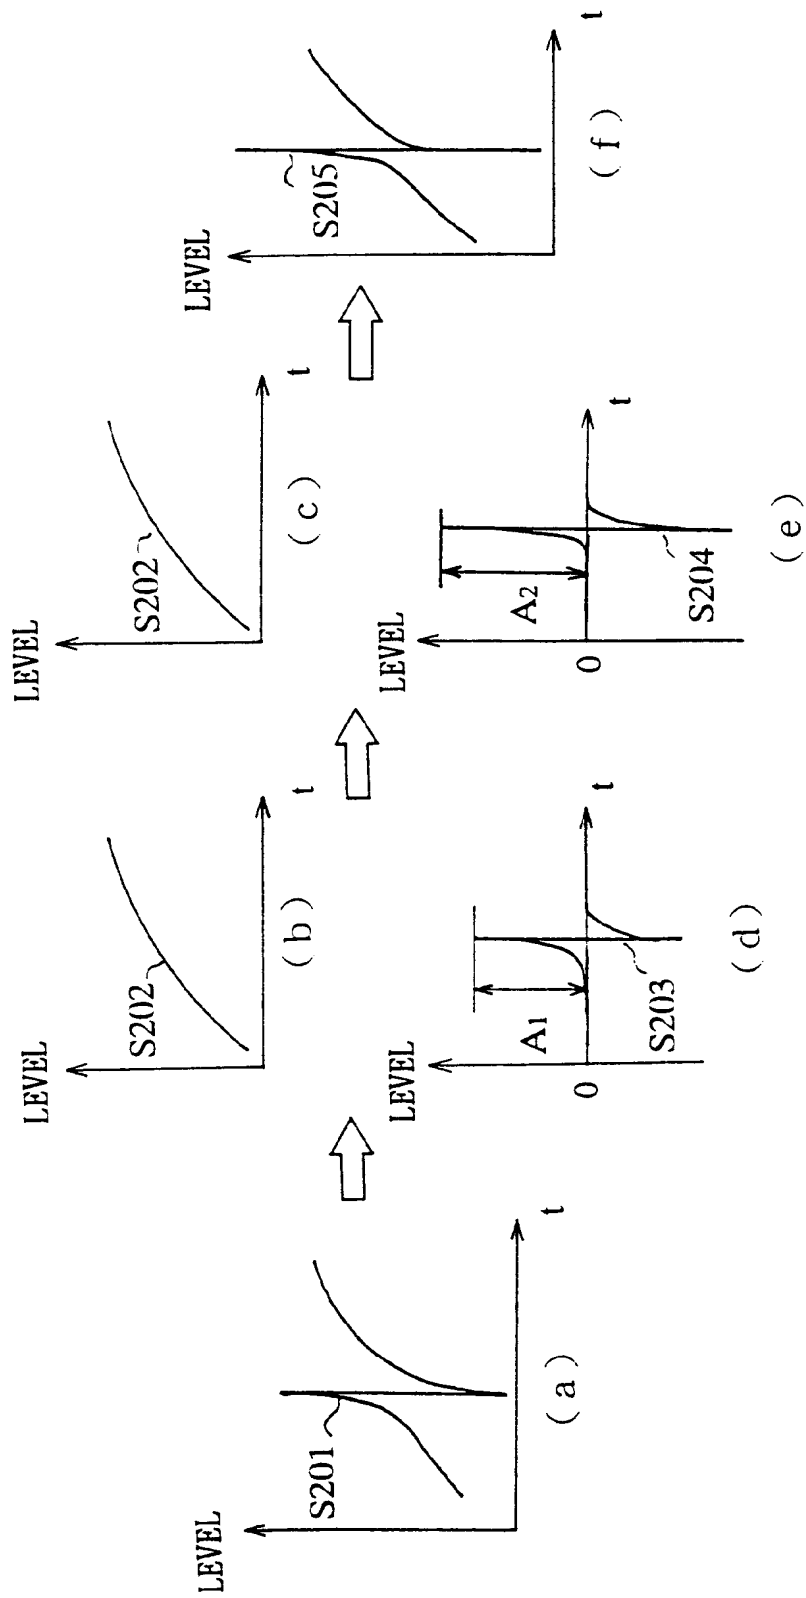 LEVEL
S201
t
(a)
LEVEL
S202
t
(b)
LEVEL
S202
t
(c)
LEVEL
A1
0
S203
t
(d)
LEVEL
A2
0
S204
t
(e)
LEVEL
S205
t
(f)